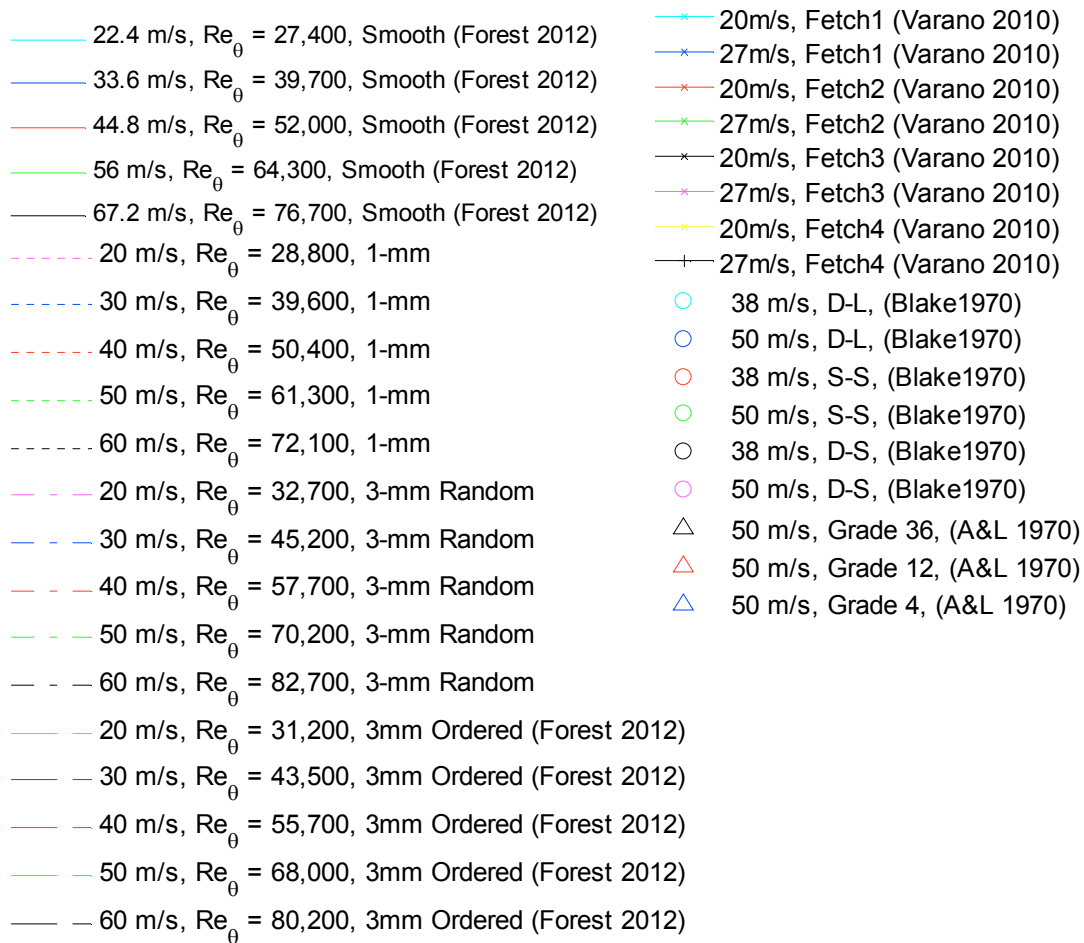 22.4 m/s, Reθ = 27,400, Smooth (Forest 2012)
33.6 m/s, Reθ = 39,700, Smooth (Forest 2012)
44.8 m/s, Reθ = 52,000, Smooth (Forest 2012)
56 m/s, Reθ = 64,300, Smooth (Forest 2012)
67.2 m/s, Reθ = 76,700, Smooth (Forest 2012)
20 m/s, Reθ = 28,800, 1-mm
30 m/s, Reθ = 39,600, 1-mm
40 m/s, Reθ = 50,400, 1-mm
50 m/s, Reθ = 61,300, 1-mm
60 m/s, Reθ = 72,100, 1-mm
20 m/s, Reθ = 32,700, 3-mm Random
30 m/s, Reθ = 45,200, 3-mm Random
40 m/s, Reθ = 57,700, 3-mm Random
50 m/s, Reθ = 70,200, 3-mm Random
60 m/s, Reθ = 82,700, 3-mm Random
20 m/s, Reθ = 31,200, 3mm Ordered (Forest 2012)
30 m/s, Reθ = 43,500, 3mm Ordered (Forest 2012)
40 m/s, Reθ = 55,700, 3mm Ordered (Forest 2012)
50 m/s, Reθ = 68,000, 3mm Ordered (Forest 2012)
60 m/s, Reθ = 80,200, 3mm Ordered (Forest 2012)
20m/s, Fetch1 (Varano 2010)
27m/s, Fetch1 (Varano 2010)
20m/s, Fetch2 (Varano 2010)
27m/s, Fetch2 (Varano 2010)
20m/s, Fetch3 (Varano 2010)
27m/s, Fetch3 (Varano 2010)
20m/s, Fetch4 (Varano 2010)
27m/s, Fetch4 (Varano 2010)
38 m/s, D-L, (Blake1970)
50 m/s, D-L, (Blake1970)
38 m/s, S-S, (Blake1970)
50 m/s, S-S, (Blake1970)
38 m/s, D-S, (Blake1970)
50 m/s, D-S, (Blake1970)
50 m/s, Grade 36, (A&L 1970)
50 m/s, Grade 12, (A&L 1970)
50 m/s, Grade 4, (A&L 1970)